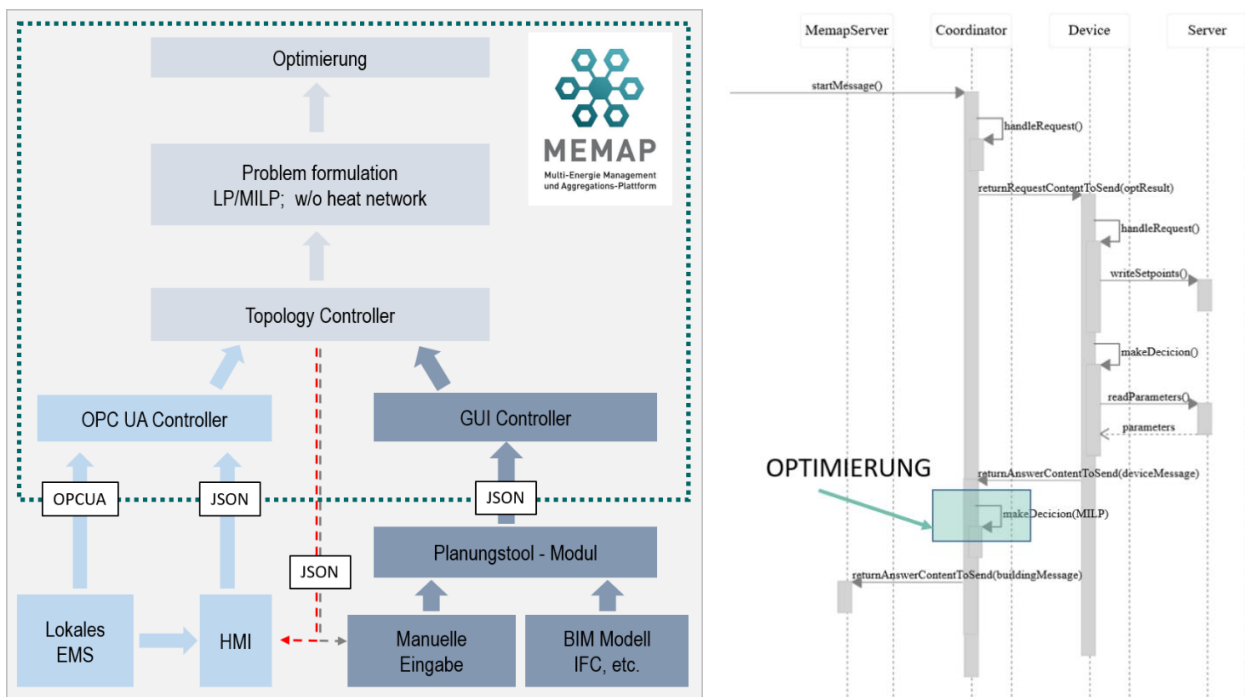 Optimierung
MEMAP
Multi-Energie Management
und Aggregations-Plattform
Problem formulation
LP/MILP; w/o heat network
Topology Controller
OPC UA Controller
GUI Controller
OPCUA
JSON
JSON
Planungstool - Modul
JSON
Lokales
EMS
HMI
Manuelle
Eingabe
BIM Modell
IFC, etc.
MemapServer
Coordinator
Device
Server
startMessage()
handleRequest()
returnRequestContentToSend(optResult)
handleRequest()
writeSetpoints()
makeDecicion()
readParameters()
parameters
OPTIMIERUNG
returnAnswerContentToSend(deviceMessage)
makeDecicion(MILP)
returnAnswerContentToSend(buildingMessage)